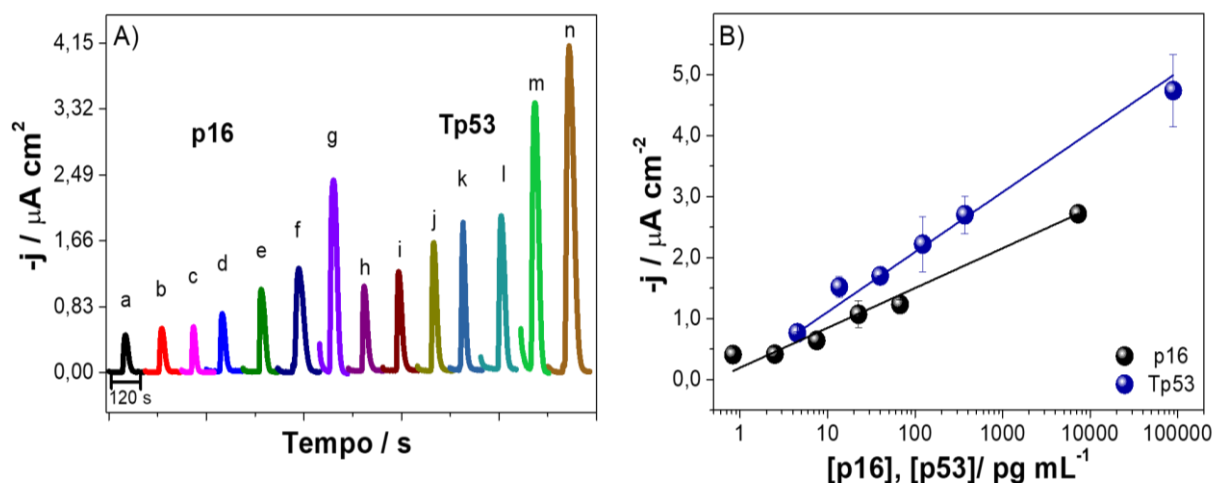 A)
-j / µA cm²
4,15
3,32
2,49
1,66
0,83
0,00
p16
Tp53
a
b
c
d
e
f
g
h
i
j
k
l
m
n
120 s
Tempo / s
B)
-j / µA cm⁻²
5,0
4,0
3,0
2,0
1,0
0,0
p16
Tp53
1
10
100
1000
10000
100000
[p16], [p53]/ pg mL⁻¹